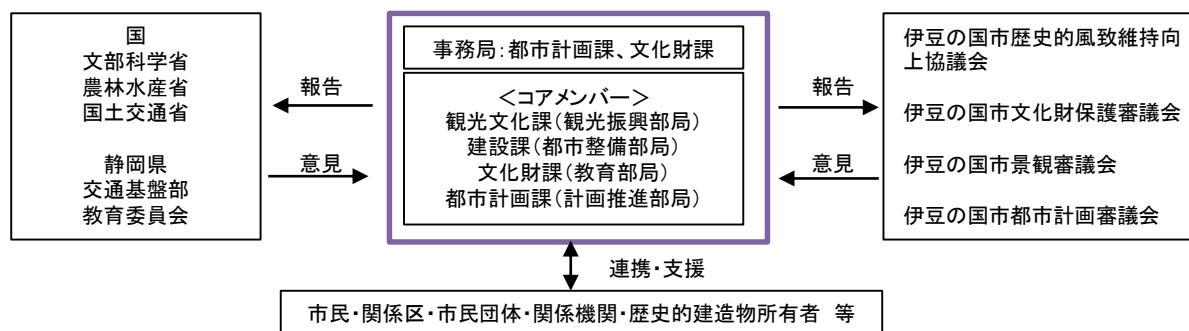 国
文部科学省
農林水産省
国土交通省
静岡県
交通基盤部
教育委員会
報告
意見
事務局:都市計画課、文化財課
<コアメンバー>
観光文化課(観光振興部局)
建設課(都市整備部局)
文化財課(教育部局)
都市計画課(計画推進部局)
報告
意見
伊豆の国市歴史的風致維持向
上協議会
伊豆の国市文化財保護審議会
伊豆の国市景観審議会
伊豆の国市都市計画審議会
連携・支援
市民・関係区・市民団体・関係機関・歴史的建造物所有者 等